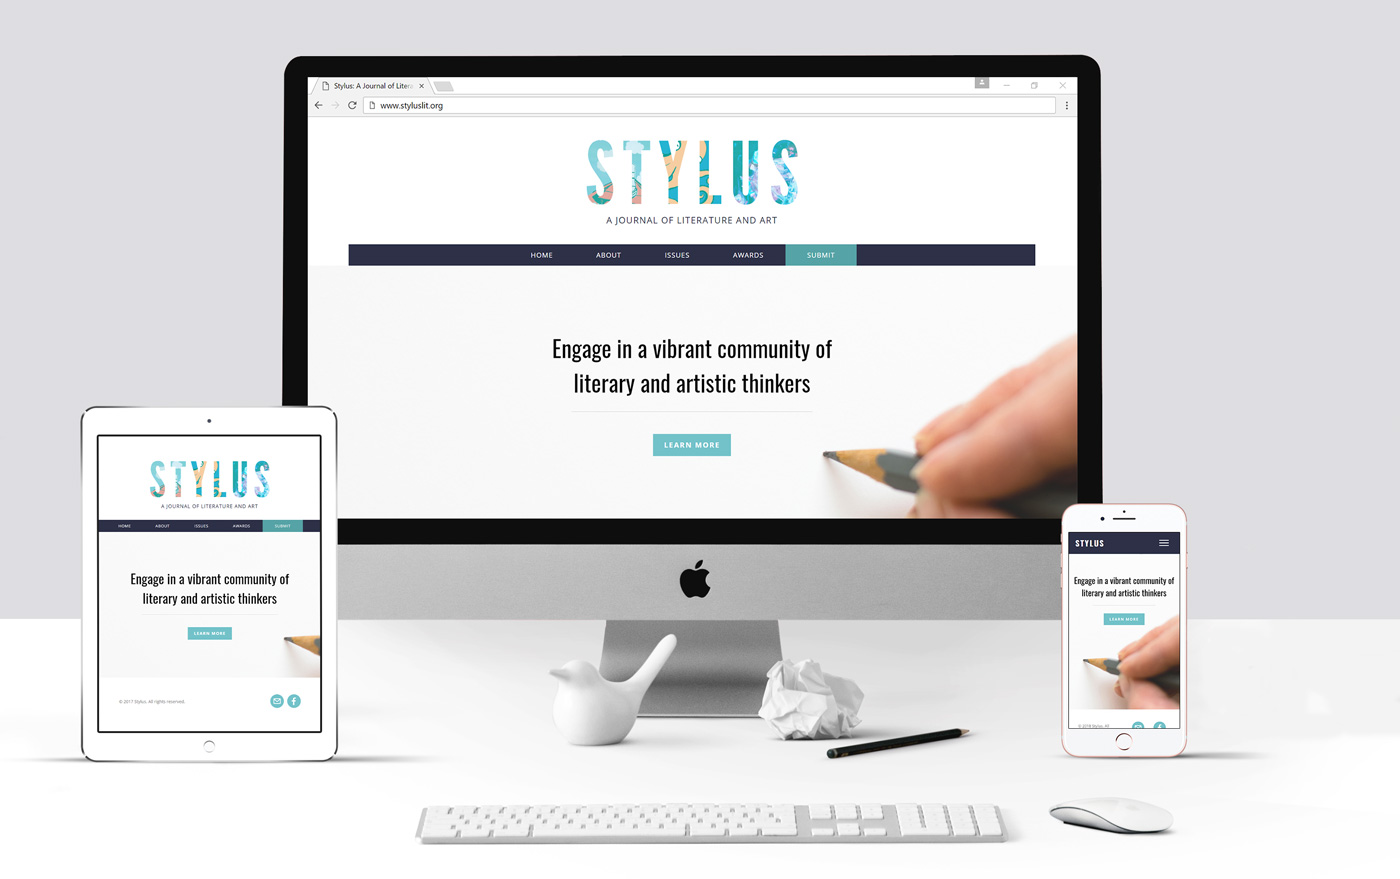 Stylus: A Journal of Litera
www.styluslit.org
STYLUS
A JOURNAL OF LITERATURE AND ART
HOME ABOUT ISSUES AWARDS SUBMIT
Engage in a vibrant community of
literary and artistic thinkers
LEARN MORE
STYLUS
A JOURNAL OF LITERATURE AND ART
HOME ABOUT ISSUES AWARDS SUBMIT
Engage in a vibrant community of
literary and artistic thinkers
LEARN MORE
© 2017 Stylus. All rights reserved.
STYLUS
Engage in a vibrant community of
literary and artistic thinkers
LEARN MORE
© 2018 Stylus. All